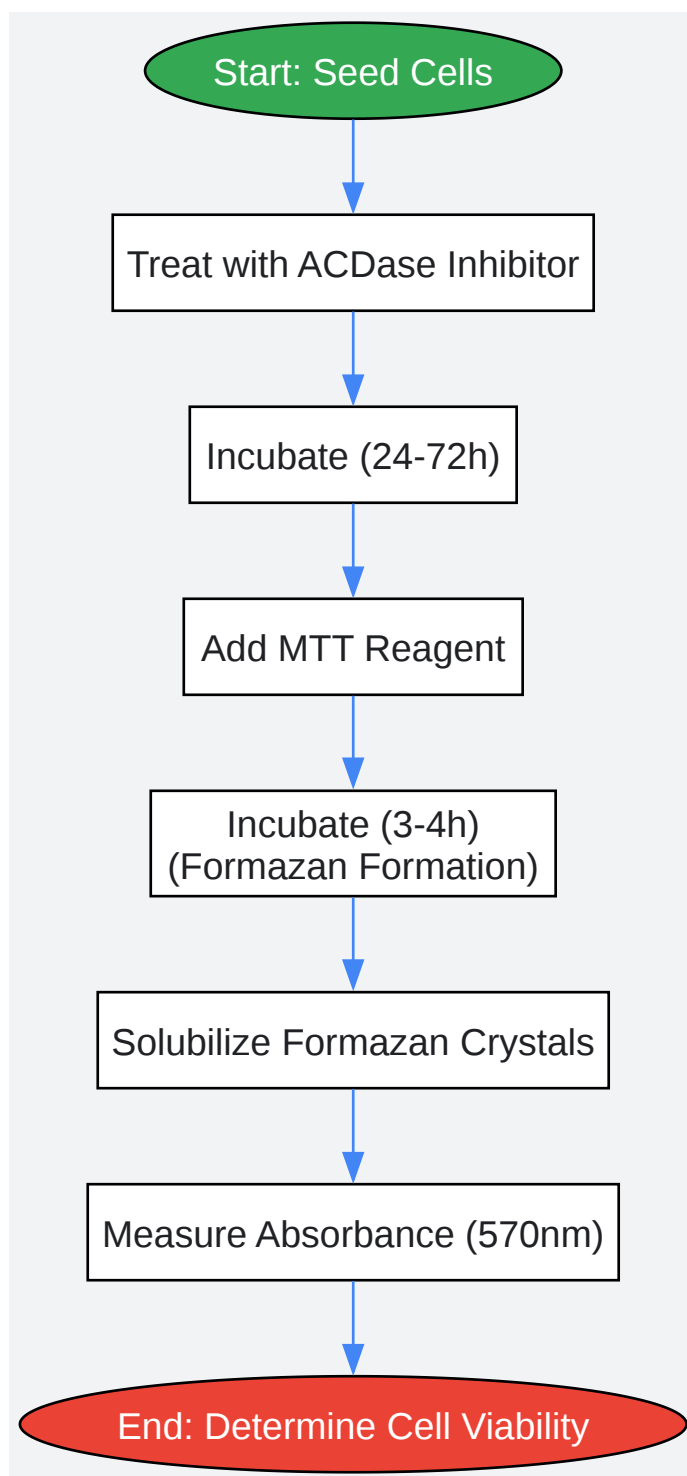 Start: Seed Cells
Treat with ACDase Inhibitor
Incubate (24-72h)
Add MTT Reagent
Incubate (3-4h)
(Formazan Formation)
Solubilize Formazan Crystals
Measure Absorbance (570nm)
End: Determine Cell Viability